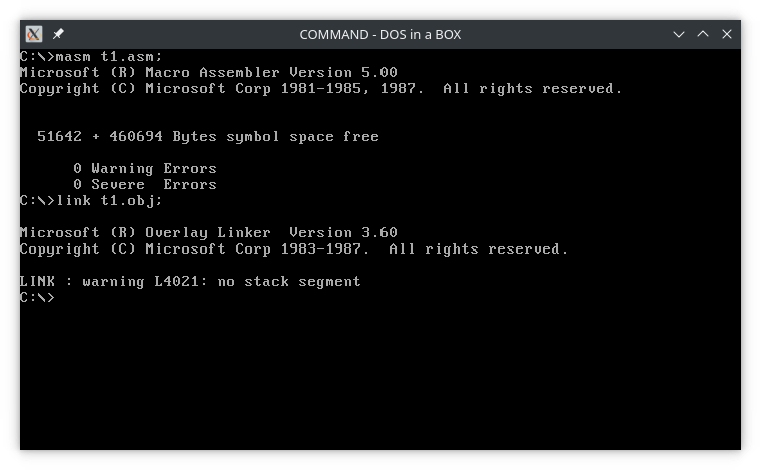 COMMAND - DOS in a BOX
C:\>masm t1.asm;
Microsoft (R) Macro Assembler Version 5.00
Copyright (C) Microsoft Corp 1981-1985, 1987.  All rights reserved.
51642 + 460694 Bytes symbol space free
0 Warning Errors
0 Severe  Errors
C:\>link t1.obj;
Microsoft (R) Overlay Linker  Version 3.60
Copyright (C) Microsoft Corp 1983-1987.  All rights reserved.
LINK : warning L4021: no stack segment
C:\>